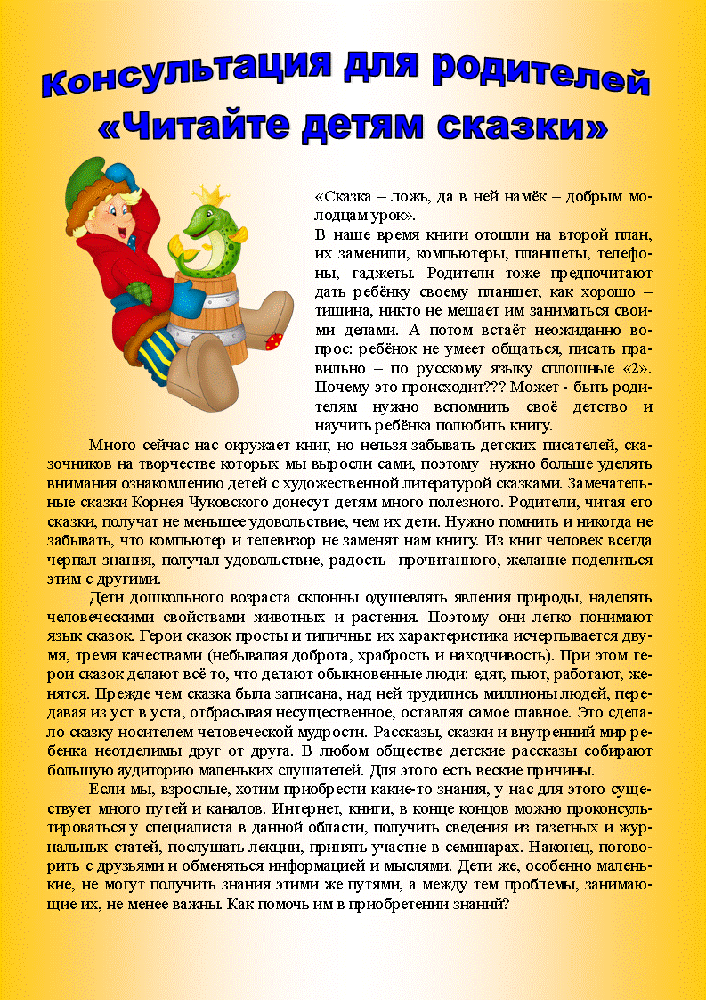 Консультация для родителей
«Читайте детям сказки»
«Сказка – ложь, да в ней намёк – добрым мо-
лодцам урок».
В наше время книги отошли на второй план,
их заменили, компьютеры, планшеты, телефо-
ны, гаджеты. Родители тоже предпочитают
дать ребёнку своему планшет, как хорошо –
тишина, никто не мешает им заниматься свои-
ми делами. А потом встаёт неожиданно во-
прос: ребёнок не умеет общаться, писать пра-
вильно – по русскому языку сплошные «2».
Почему это происходит??? Может - быть роди-
телям нужно вспомнить своё детство и
научить ребёнка полюбить книгу.
Много сейчас нас окружает книг, но нельзя забывать детских писателей, ска-
зочников на творчестве которых мы выросли сами, поэтому нужно больше уделять
внимания ознакомлению детей с художественной литературой сказками. Замечатель-
ные сказки Корнея Чуковского донесут детям много полезного. Родители, читая его
сказки, получат не меньшее удовольствие, чем их дети. Нужно помнить и никогда не
забывать, что компьютер и телевизор не заменят нам книгу. Из книг человек всегда
черпал знания, получал удовольствие, радость прочитанного, желание поделиться
этим с другими.
Дети дошкольного возраста склонны одушевлять явления природы, наделять
человеческими свойствами животных и растения. Поэтому они легко понимают
язык сказок. Герои сказок просты и типичны: их характеристика исчерпывается дву-
мя, тремя качествами (небывалая доброта, храбрость и находчивость). При этом ге-
рои сказок делают всё то, что делают обыкновенные люди: едят, пьют, работают, же-
нятся. Прежде чем сказка была записана, над ней трудились миллионы людей, пере-
давая из уст в уста, отбрасывая несущественное, оставляя самое главное. Это сдела-
ло сказку носителем человеческой мудрости. Рассказы, сказки и внутренний мир ре-
бенка неотделимы друг от друга. В любом обществе детские рассказы собирают
большую аудиторию маленьких слушателей. Для этого есть веские причины.
Если мы, взрослые, хотим приобрести какие-то знания, у нас для этого суще-
ствует много путей и каналов. Интернет, книги, в конце концов можно проконсуль-
тироваться у специалиста в данной области, получить сведения из газетных и жур-
нальных статей, послушать лекции, принять участие в семинарах. Наконец, погово-
рить с друзьями и обменяться информацией и мыслями. Дети же, особенно малень-
кие, не могут получить знания этими же путями, а между тем проблемы, занимаю-
щие их, не менее важны. Как помочь им в приобретении знаний?